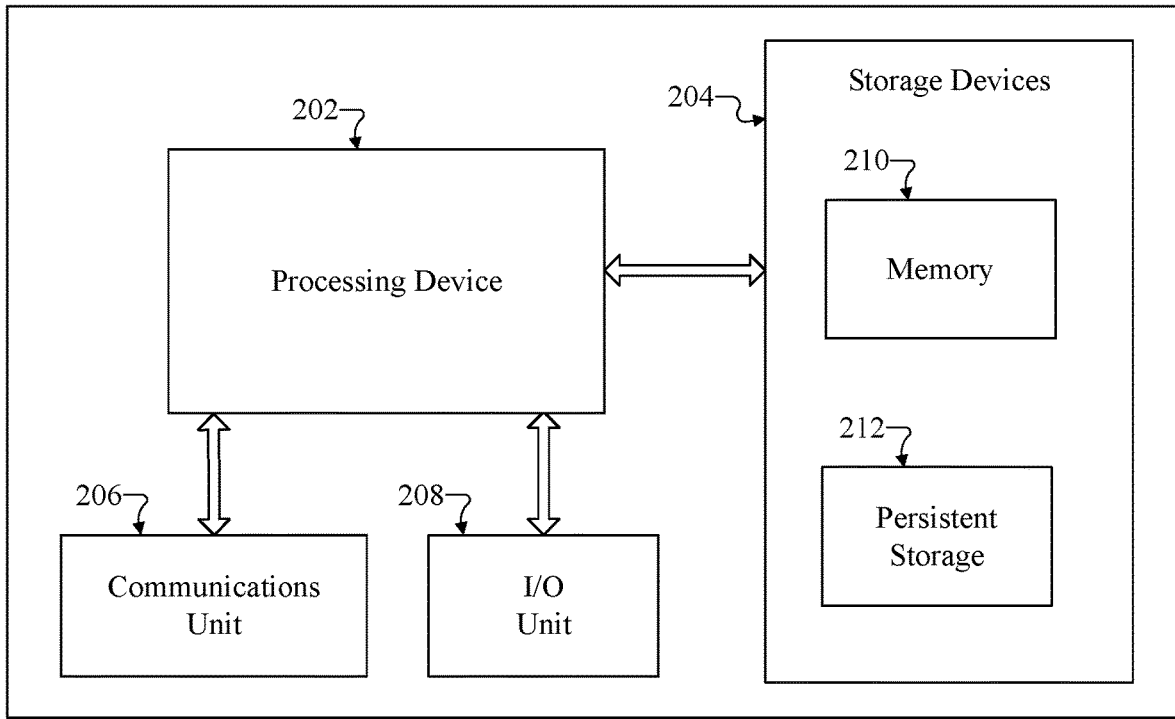 202
Processing Device
204
Storage Devices
210
Memory
212
Persistent
Storage
206
Communications
Unit
208
I/O
Unit